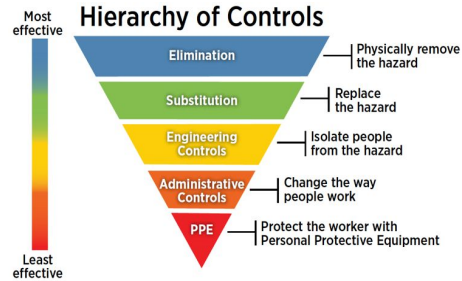 Hierarchy of Controls
Most
effective
Elimination
Physically remove
the hazard
Substitution
Replace
the hazard
Engineering
Controls
Isolate people
from the hazard
Administrative
Controls
Change the way
people work
PPE
Protect the worker with
Personal Protective Equipment
Least
effective